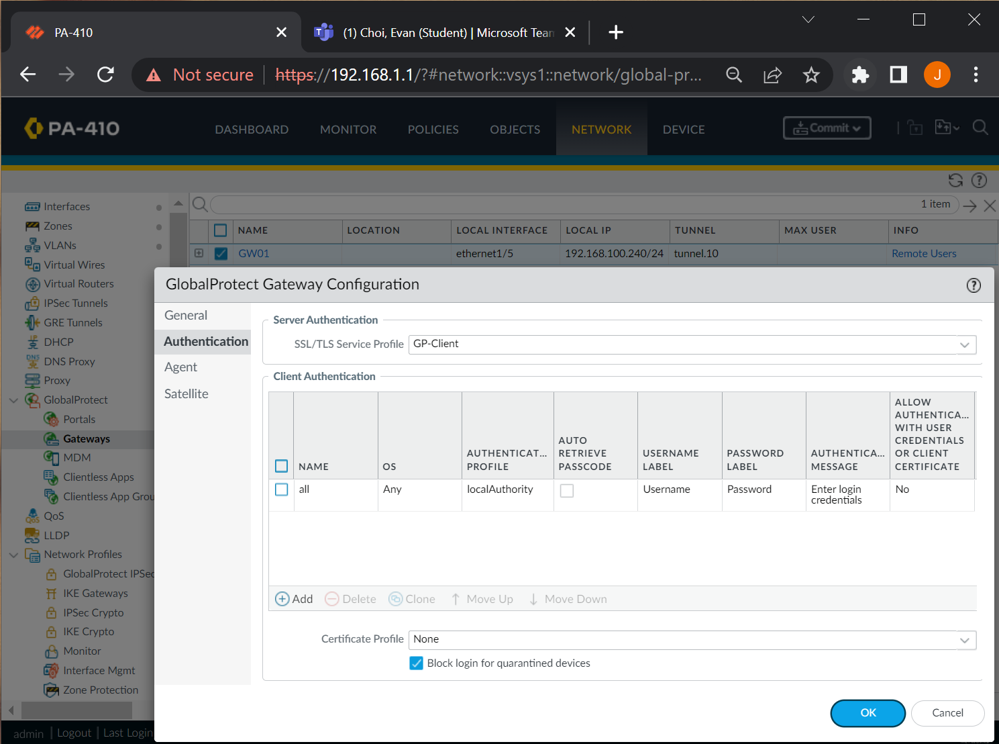 PA-410
(1) Choi, Evan (Student) | Microsoft Team
Not secure
https://192.168.1.1/?#network::vsys1::network/global-pr...
J
PA-410
DASHBOARD
MONITOR
POLICIES
OBJECTS
NETWORK
DEVICE
Commit
Interfaces
Zones
VLANs
Virtual Wires
Virtual Routers
IPSec Tunnels
GRE Tunnels
DHCP
DNS Proxy
Proxy
GlobalProtect
Portals
Gateways
MDM
Clientless Apps
Clientless App Grou
QoS
LLDP
Network Profiles
GlobalProtect IPSec
IKE Gateways
IPSec Crypto
IKE Crypto
Monitor
Interface Mgmt
Zone Protection
admin | Logout | Last Login
1 item
NAME LOCATION LOCAL INTERFACE LOCAL IP TUNNEL MAX USER INFO
GW01 ethernet1/5 192.168.100.240/24 tunnel.10 Remote Users
GlobalProtect Gateway Configuration
General
Authentication
Agent
Satellite
Server Authentication
SSL/TLS Service Profile GP-Client
Client Authentication
NAME
OS
AUTHENTICAT...
PROFILE
AUTO
RETRIEVE
PASSCODE
USERNAME
LABEL
PASSWORD
LABEL
AUTHENTICA...
MESSAGE
ALLOW
AUTHENTICA...
WITH USER
CREDENTIALS
OR CLIENT
CERTIFICATE
all Any localAuthority Username Password Enter login No
credentials
Add Delete Clone Move Up Move Down
Certificate Profile None
Block login for quarantined devices
OK Cancel